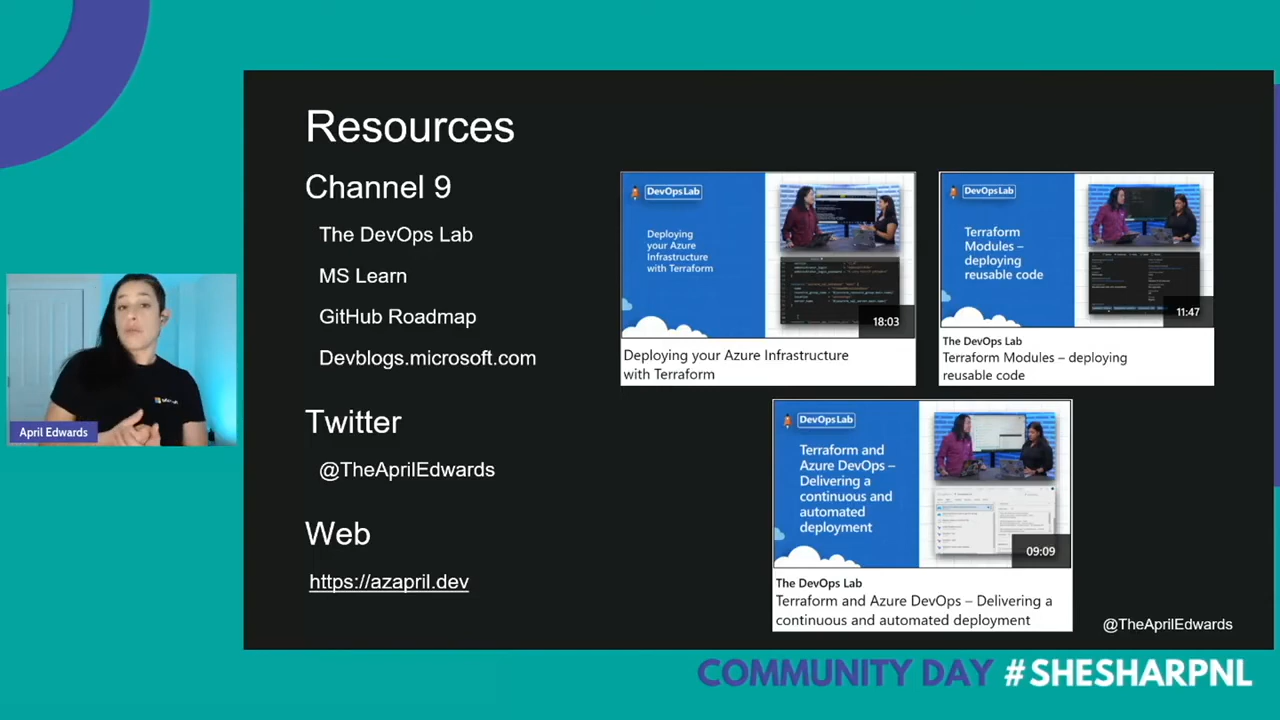 Resources
Channel 9
The DevOps Lab
MS Learn
GitHub Roadmap
Devblogs.microsoft.com
Twitter
@TheAprilEdwards
Web
https://azapril.dev
DevOps Lab
Deploying
your Azure
Infrastructure
with Terraform
18:03
Deploying your Azure Infrastructure
with Terraform
DevOps Lab
Terraform
Modules –
deploying
reusable code
11:47
The DevOps Lab
Terraform Modules – deploying
reusable code
DevOps Lab
Terraform and
Azure DevOps –
Delivering a
continuous and
automated
deployment
09:09
The DevOps Lab
Terraform and Azure DevOps – Delivering a
continuous and automated deployment
@TheAprilEdwards
April Edwards
COMMUNITY DAY #SHESHARPNL